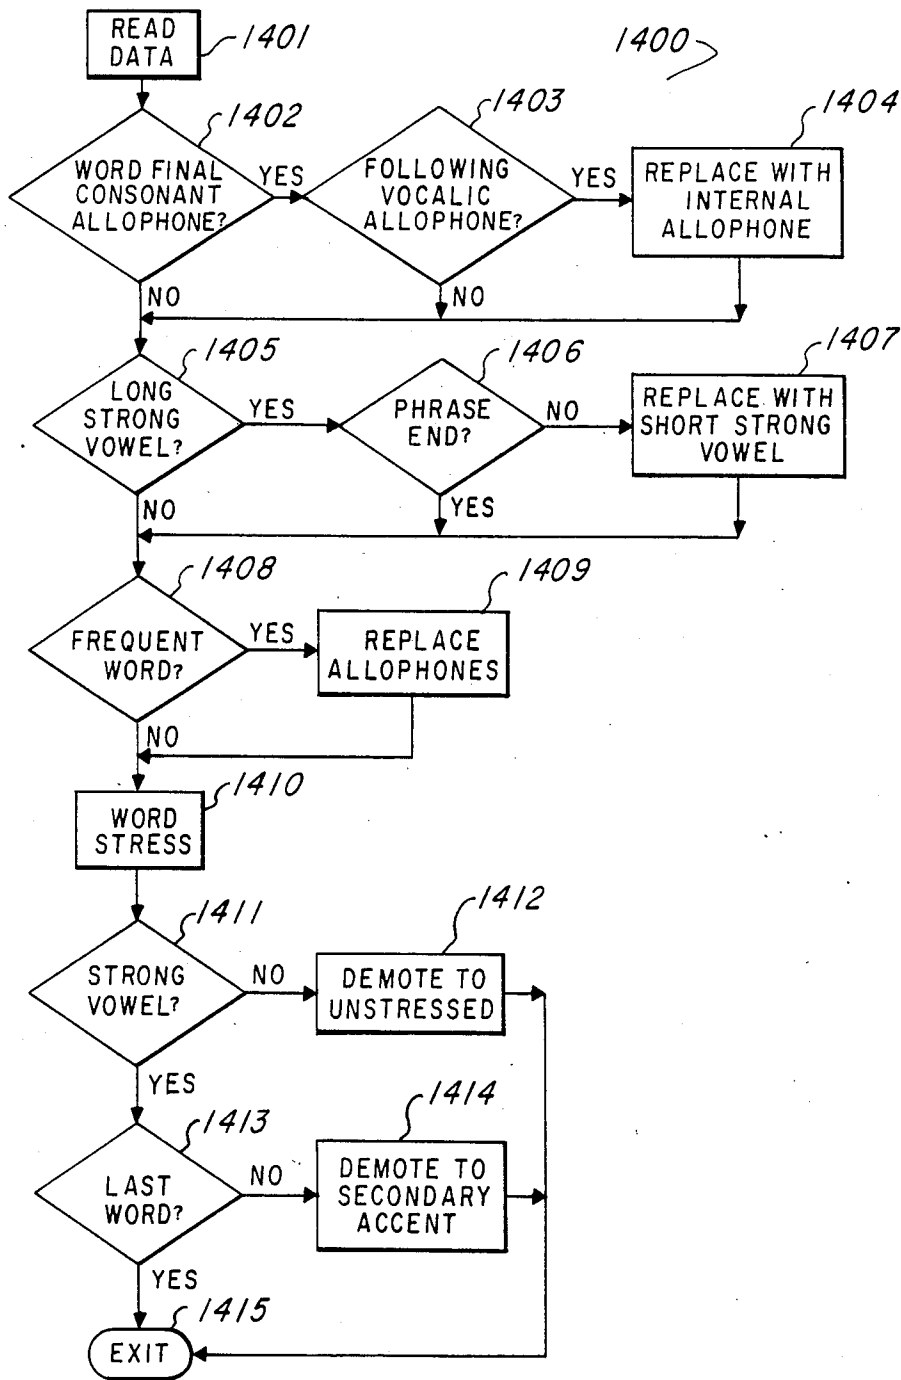 READ
DATA
1401
1400
WORD FINAL
CONSONANT
ALLOPHONE?
1402
YES
FOLLOWING
VOCALIC
ALLOPHONE?
1403
YES
REPLACE WITH
INTERNAL
ALLOPHONE
1404
NO
NO
LONG
STRONG
VOWEL?
1405
YES
PHRASE
END?
1406
NO
REPLACE WITH
SHORT STRONG
VOWEL
1407
NO
YES
FREQUENT
WORD?
1408
YES
REPLACE
ALLOPHONES
1409
NO
WORD
STRESS
1410
STRONG
VOWEL?
1411
NO
DEMOTE TO
UNSTRESSED
1412
YES
LAST
WORD?
1413
NO
DEMOTE TO
SECONDARY
ACCENT
1414
YES
EXIT
1415